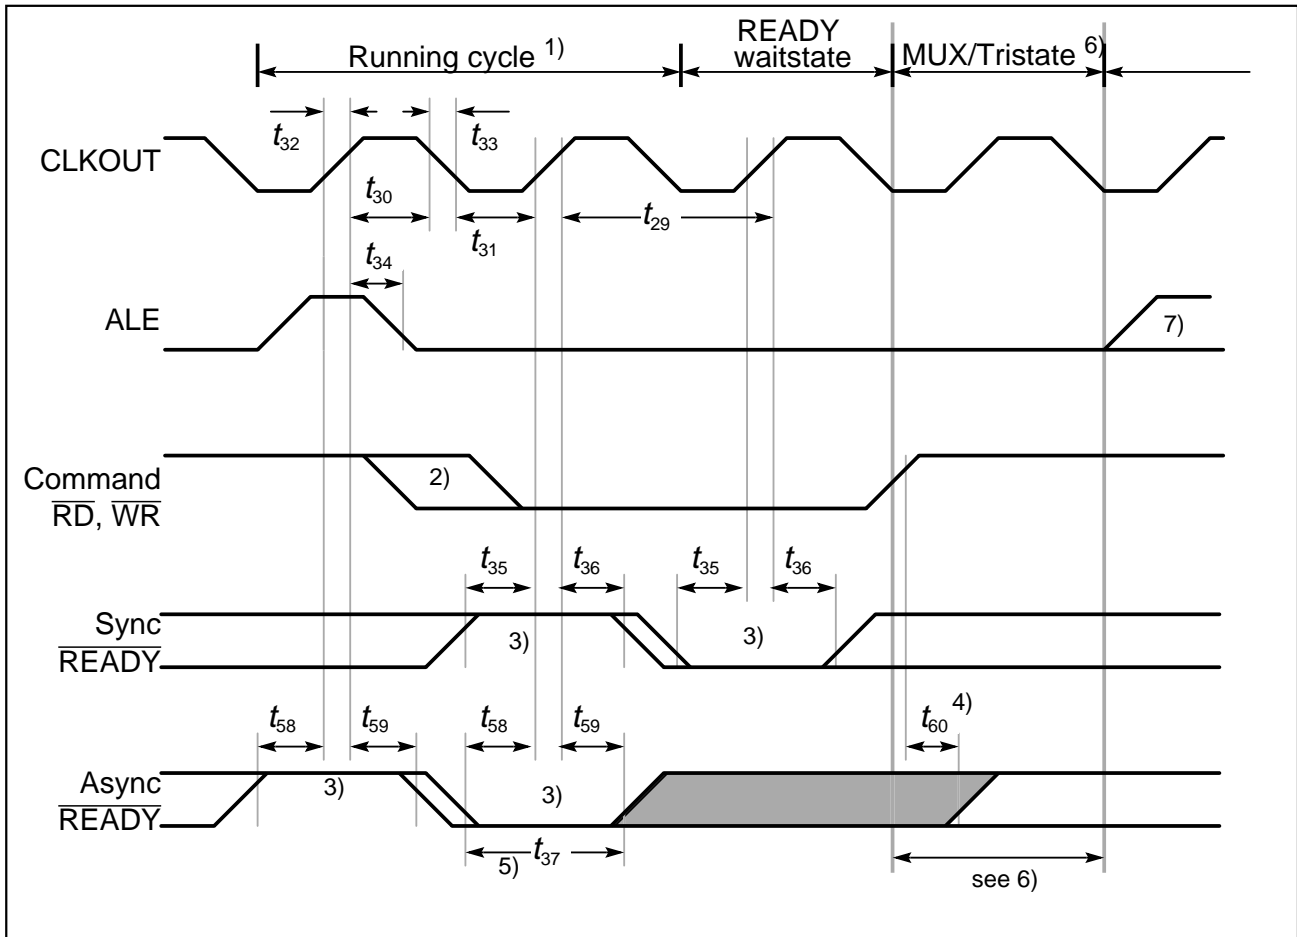 READY
Running cycle 1) waitstate MUX/Tristate 6)
t32 t33
CLKOUT
t30
t29
t31
t34
ALE
7)
Command
2)
RD, WR
t35 t36 t35 t36
Sync
3) 3)
READY
t58 t59 t58 t59 t60 4)
Async
3) 3)
READY
5) t37
see 6)